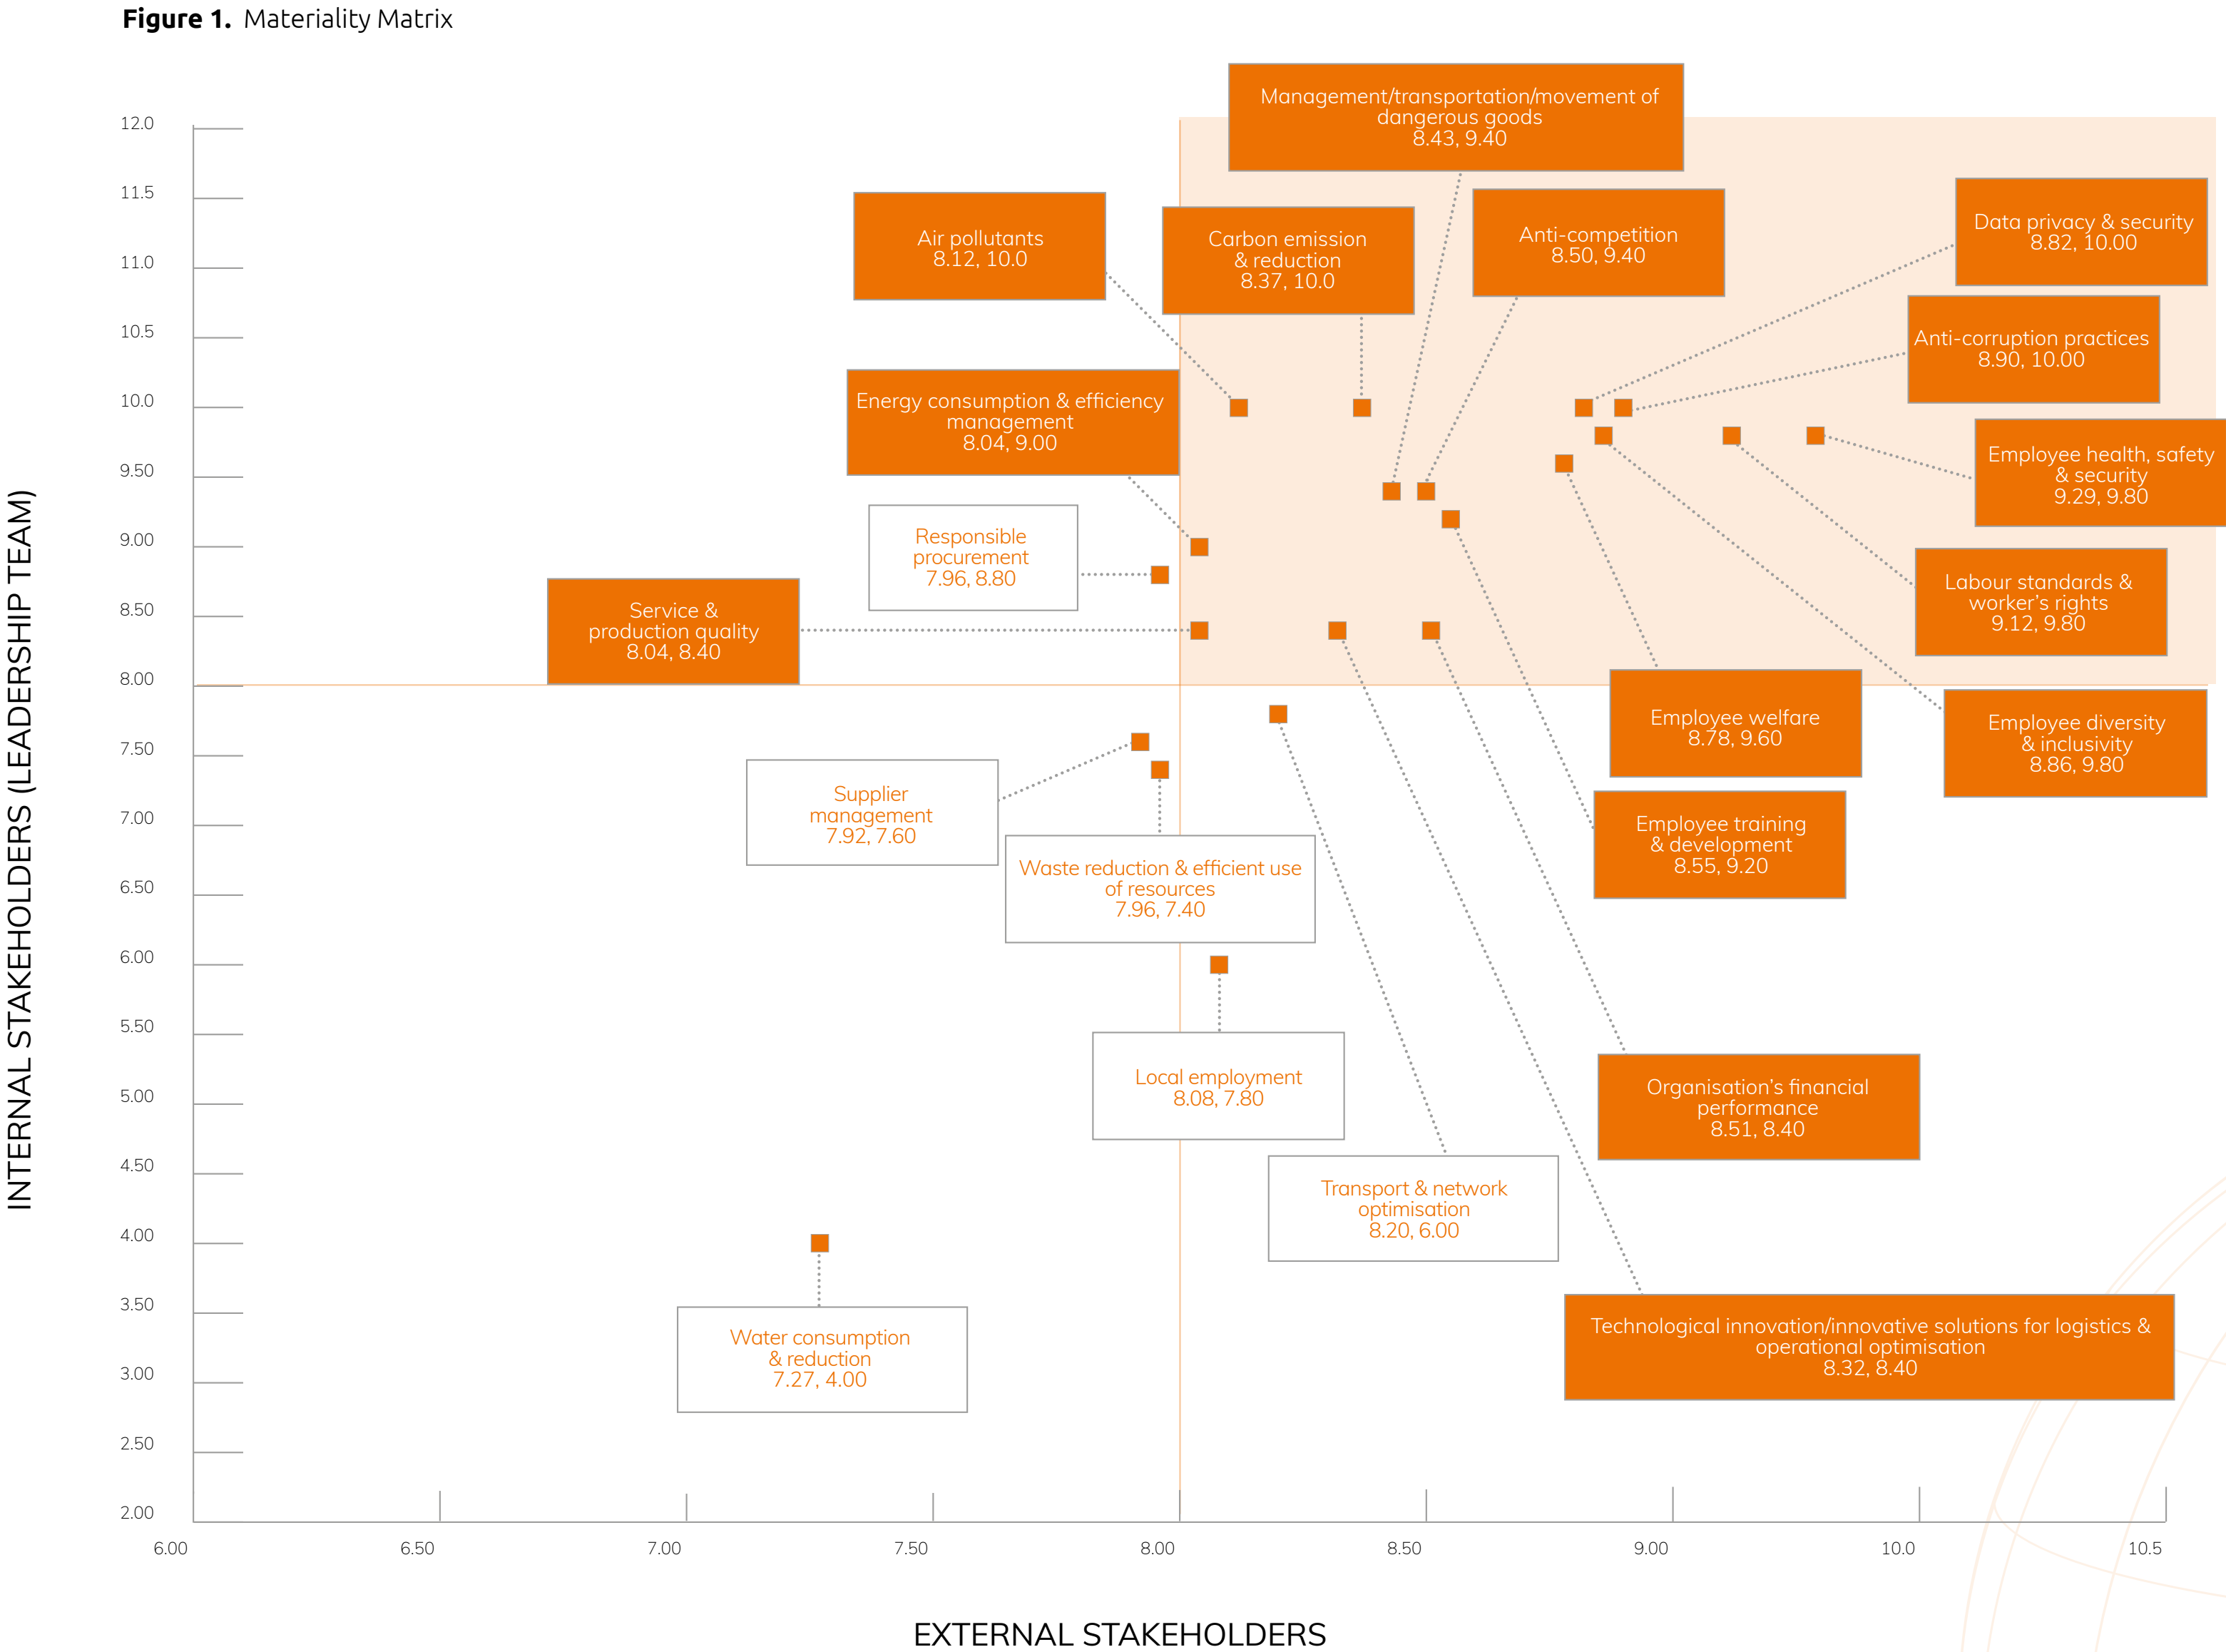 Figure 1. Materiality Matrix
INTERNAL STAKEHOLDERS (LEADERSHIP TEAM)
12.0
11.5
11.0
10.5
10.0
9.50
9.00
8.50
8.00
7.50
7.00
6.50
6.00
5.50
5.00
4.50
4.00
3.50
3.00
2.50
2.00
Management/transportation/movement of
dangerous goods
8.43, 9.40
Air pollutants
8.12, 10.0
Carbon emission
& reduction
8.37, 10.0
Anti-competition
8.50, 9.40
Data privacy & security
8.82, 10.00
Anti-corruption practices
8.90, 10.00
Energy consumption & efficiency
management
8.04, 9.00
Employee health, safety
& security
9.29, 9.80
Responsible
procurement
7.96, 8.80
Labour standards &
worker’s rights
9.12, 9.80
Service &
production quality
8.04, 8.40
Employee welfare
8.78, 9.60
Employee diversity
& inclusivity
8.86, 9.80
Supplier
management
7.92, 7.60
Employee training
& development
8.55, 9.20
Waste reduction & efficient use
of resources
7.96, 7.40
Local employment
8.08, 7.80
Organisation’s financial
performance
8.51, 8.40
Transport & network
optimisation
8.20, 6.00
Water consumption
& reduction
7.27, 4.00
Technological innovation/innovative solutions for logistics &
operational optimisation
8.32, 8.40
6.00
6.50
7.00
7.50
8.00
8.50
9.00
10.0
10.5
EXTERNAL STAKEHOLDERS